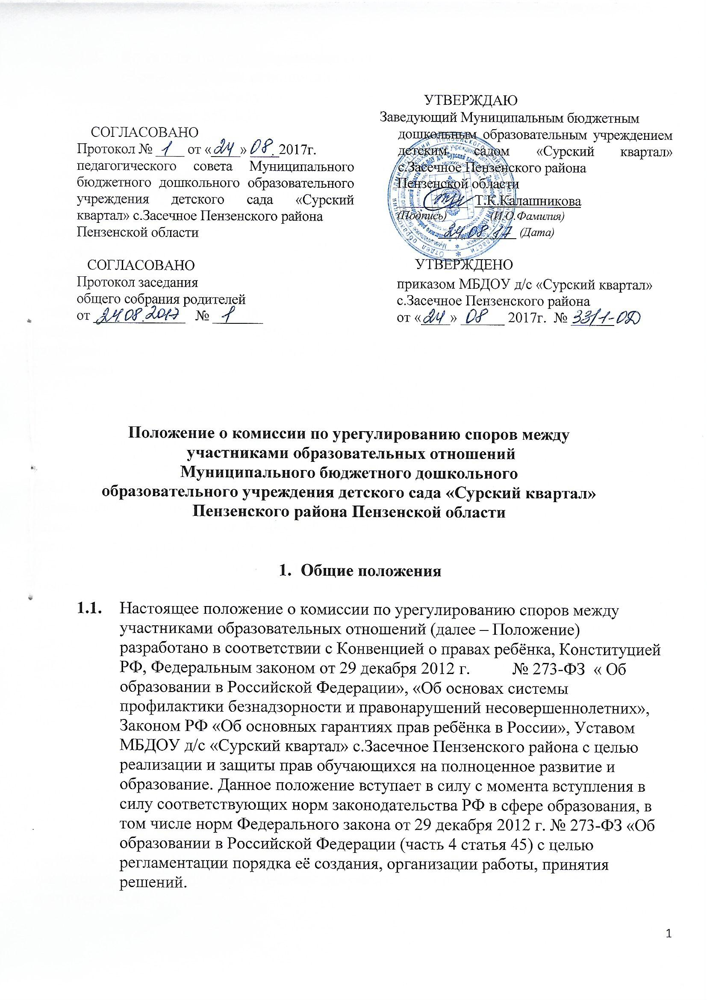 СОГЛАСОВАНО
Протокол № 1 от «24» 08. 2017г.
педагогического совета Муниципального
бюджетного дошкольного образовательного
учреждения детского сада «Сурский
квартал» с.Засечное Пензенского района
Пензенской области
УТВЕРЖДАЮ
Заведующий Муниципальным бюджетным
дошкольным образовательным учреждением
детским садом «Сурский квартал»
с.Засечное Пензенского района
Пензенской области
Т.К.Калашникова
(Подпись) (И.О.Фамилия)
24.08.17 (Дата)
СОГЛАСОВАНО
Протокол заседания
общего собрания родителей
от 24.08.2017 № 1
УТВЕРЖДЕНО
приказом МБДОУ д/с «Сурский квартал»
с.Засечное Пензенского района
от «24» 08 2017г. № 33/1-ОД
Положение о комиссии по урегулированию споров между
участниками образовательных отношений
Муниципального бюджетного дошкольного
образовательного учреждения детского сада «Сурский квартал»
Пензенского района Пензенской области
1. Общие положения
1.1. Настоящее положение о комиссии по урегулированию споров между
участниками образовательных отношений (далее – Положение)
разработано в соответствии с Конвенцией о правах ребёнка, Конституцией
РФ, Федеральным законом от 29 декабря 2012 г. № 273-ФЗ « Об
образовании в Российской Федерации», «Об основах системы
профилактики безнадзорности и правонарушений несовершеннолетних»,
Законом РФ «Об основных гарантиях прав ребёнка в России», Уставом
МБДОУ д/с «Сурский квартал» с.Засечное Пензенского района с целью
реализации и защиты прав обучающихся на полноценное развитие и
образование. Данное положение вступает в силу с момента вступления в
силу соответствующих норм законодательства РФ в сфере образования, в
том числе норм Федерального закона от 29 декабря 2012 г. № 273-ФЗ «Об
образовании в Российской Федерации (часть 4 статья 45) с целью
регламентации порядка её создания, организации работы, принятия
решений.
1